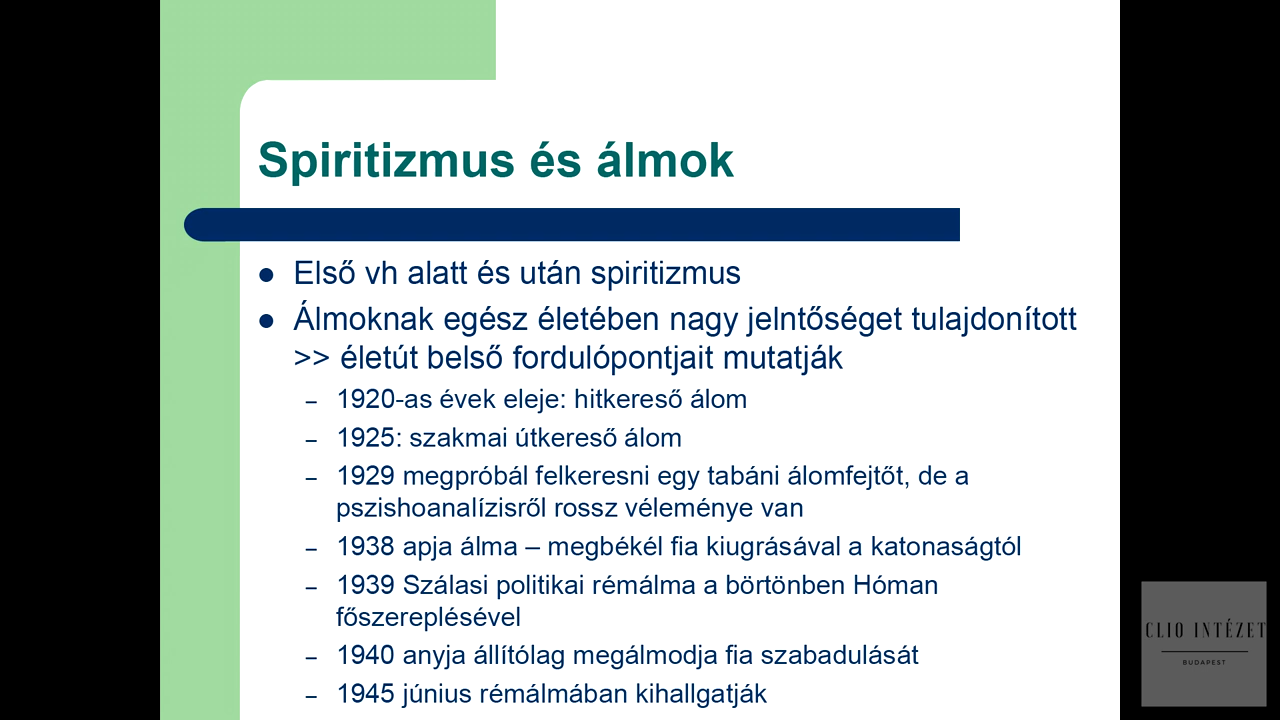 Spiritizmus és álmok
Első vh alatt és után spiritizmus
Álmoknak egész életében nagy jelntőséget tulajdonított
>> életút belső fordulópontjait mutatják
– 1920-as évek eleje: hitkereső álom
– 1925: szakmai útkereső álom
– 1929 megpróbál felkeresni egy tabáni álomfejtőt, de a
pszishoanalízisről rossz véleménye van
– 1938 apja álma – megbékél fia kiugrásával a katonaságtól
– 1939 Szálasi politikai rémálma a börtönben Hóman
főszereplésével
– 1940 anyja állítólag megálmodja fia szabadulását
– 1945 június rémálmában kihallgatják
CLIO INTÉZET
BUDAPEST